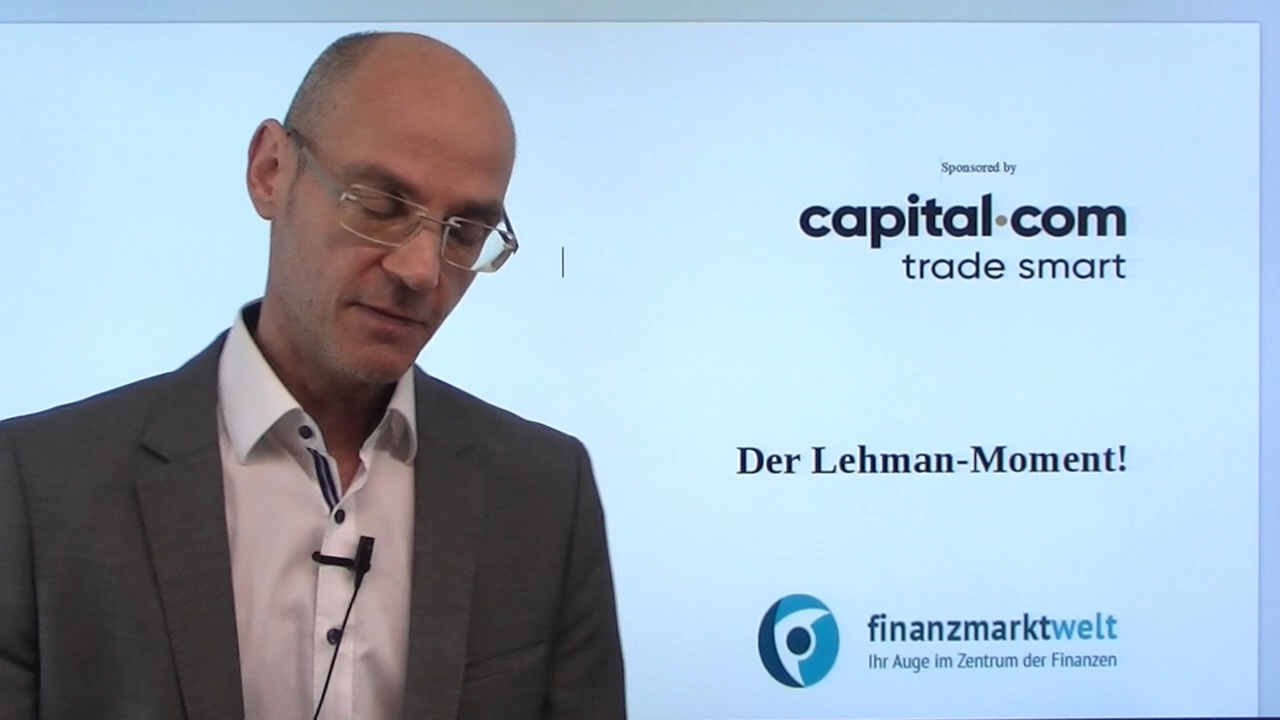 Sponsored by
capital·com
trade smart
Der Lehman-Moment!
finanzmarktwelt
Ihr Auge im Zentrum der Finanzen